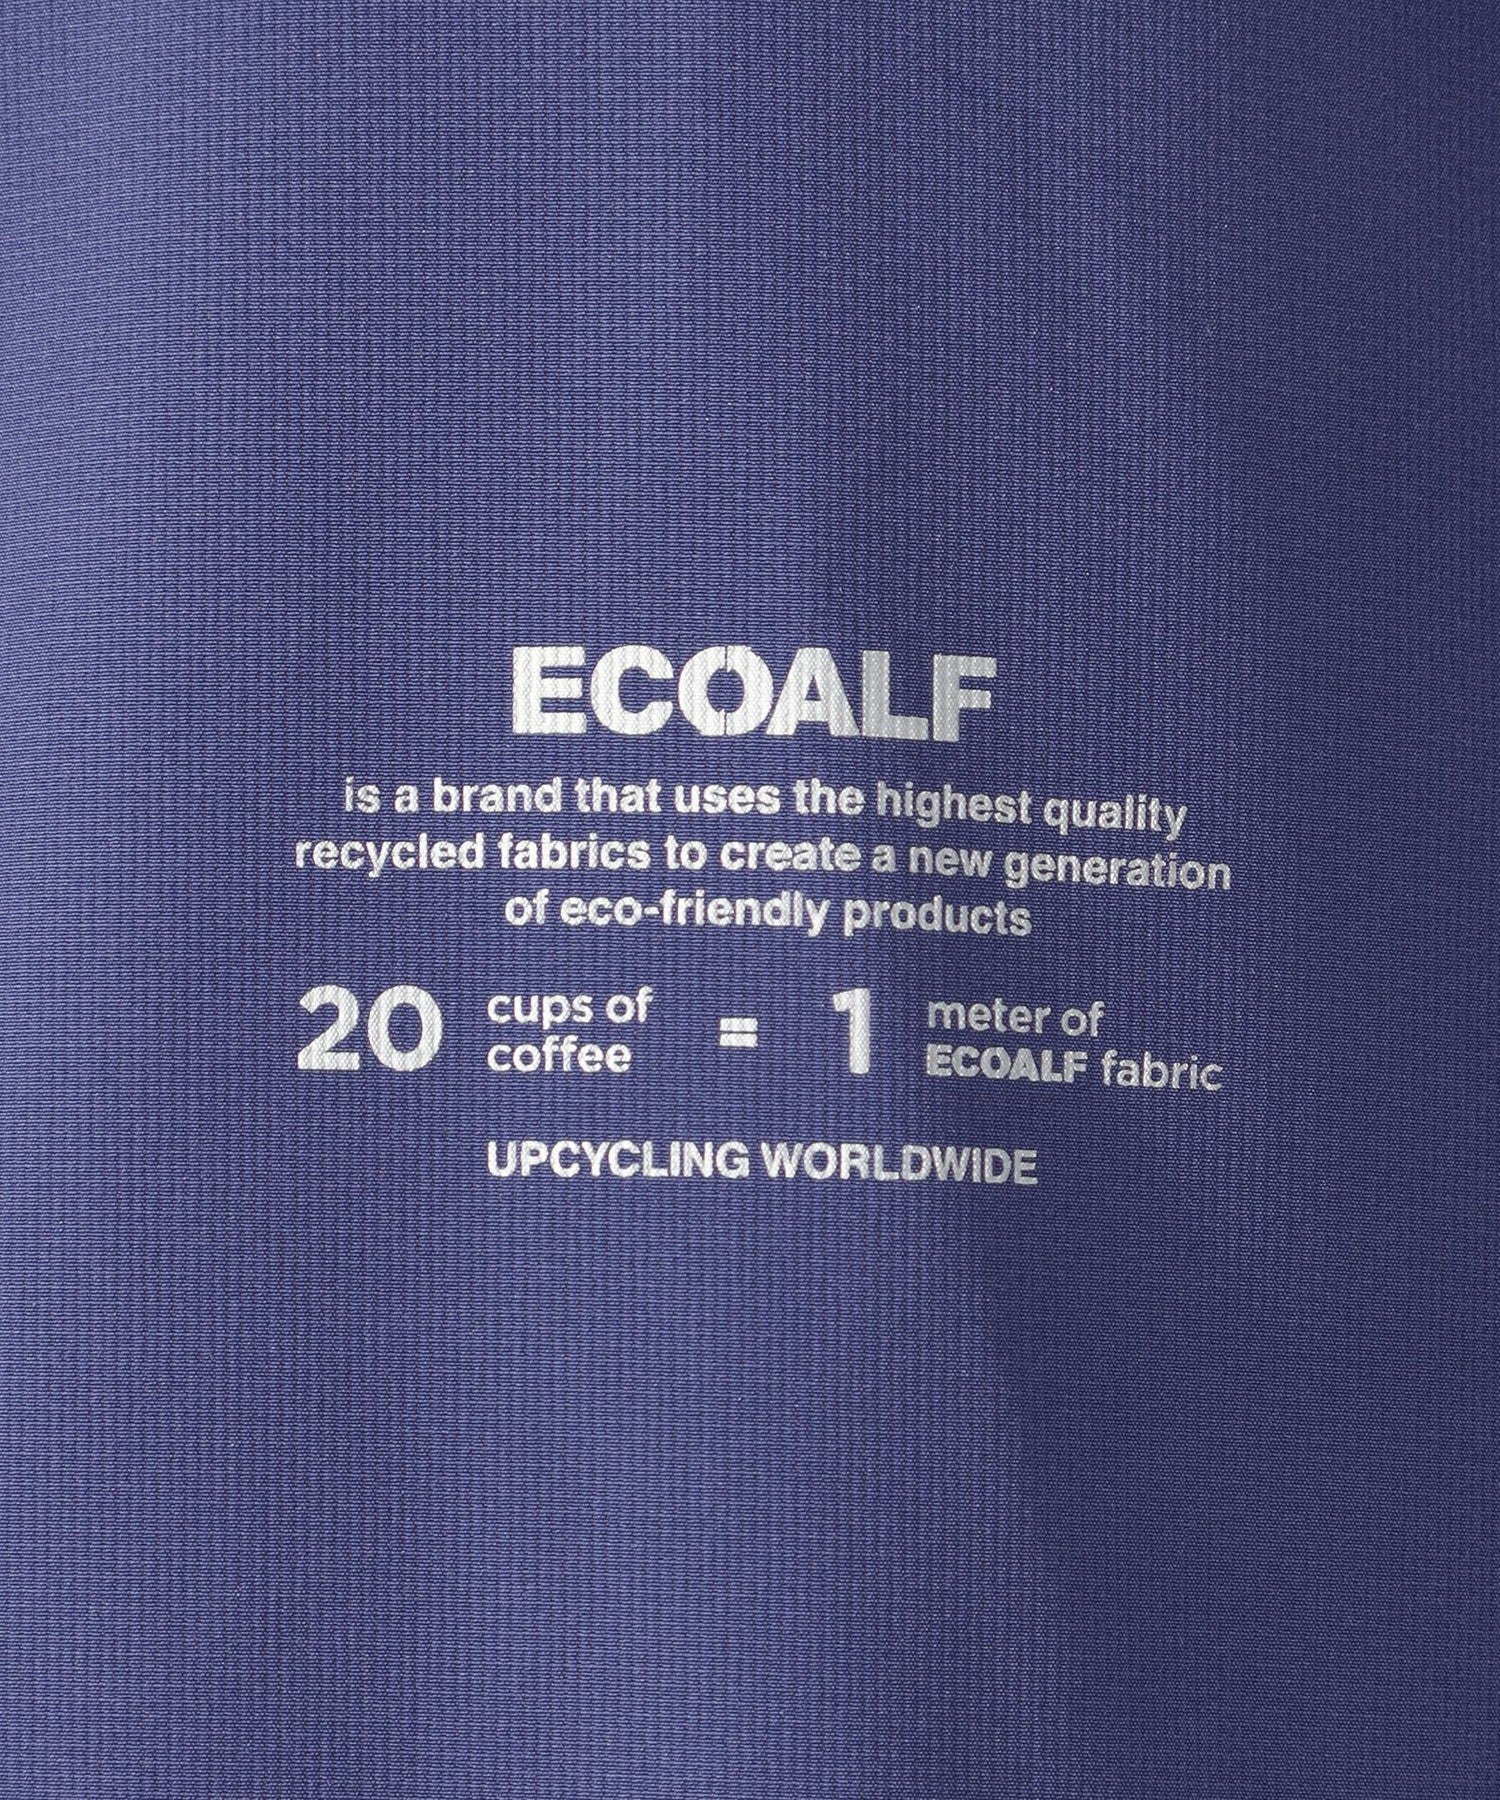 ECOALF
is a brand that uses the highest quality
recycled fabrics to create a new generation
of eco-friendly products
20 cups of coffee = 1 meter of ECOALF fabric
UPCYCLING WORLDWIDE